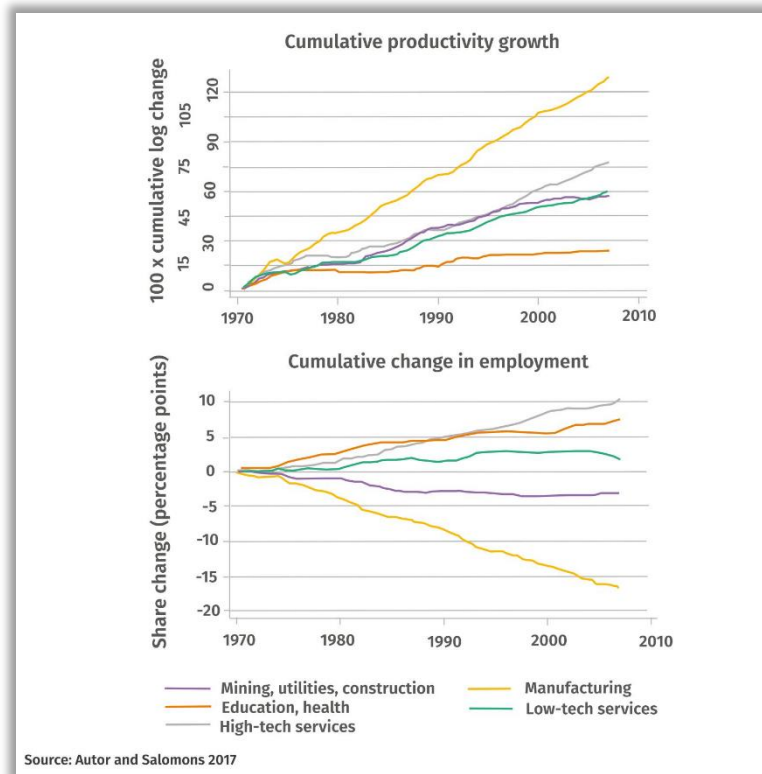 Cumulative productivity growth
100 x cumulative log change
120
105
90
75
60
45
30
15
0
1970
1980
1990
2000
2010
Cumulative change in employment
Share change (percentage points)
10
5
0
-5
-10
-15
-20
1970
1980
1990
2000
2010
Mining, utilities, construction
Manufacturing
Education, health
Low-tech services
High-tech services
Source: Autor and Salomons 2017